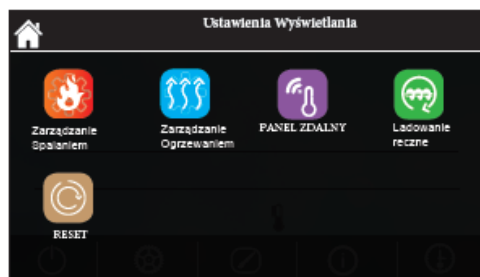 Ustawienia Wyświetlania
Zarządzanie
Spalaniem
Zarządzanie
Ogrzewaniem
PANEL ZDALNY
Ladowanie
reczne
RESET